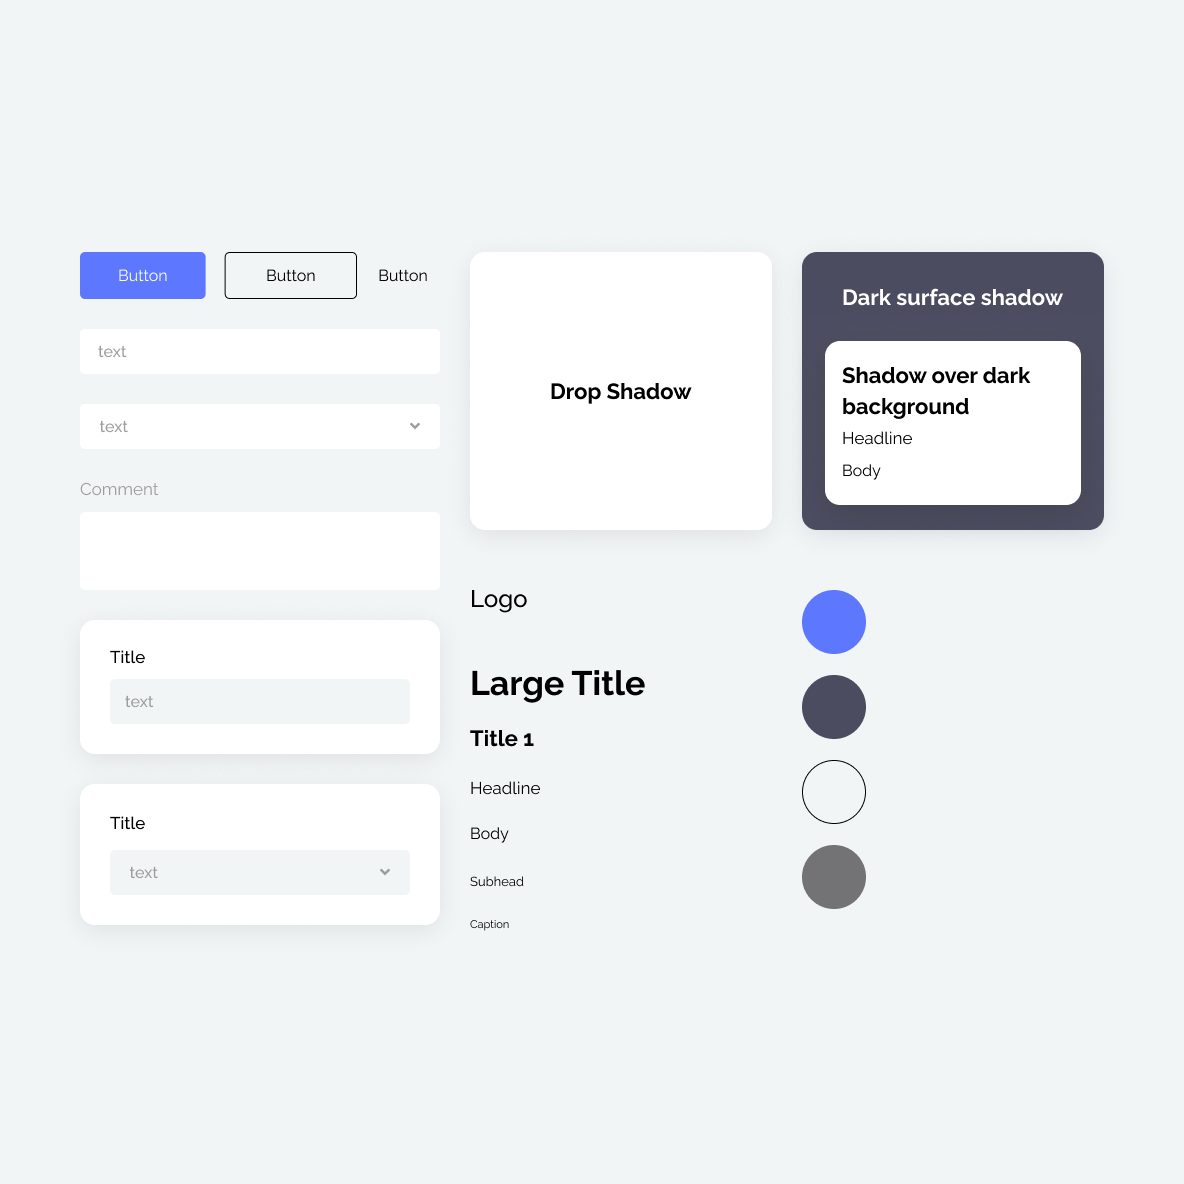 Button
Button
Button
text
text
Comment
Title
text
Title
text
Drop Shadow
Dark surface shadow
Shadow over dark
background
Headline
Body
Logo
Large Title
Title 1
Headline
Body
Subhead
Caption